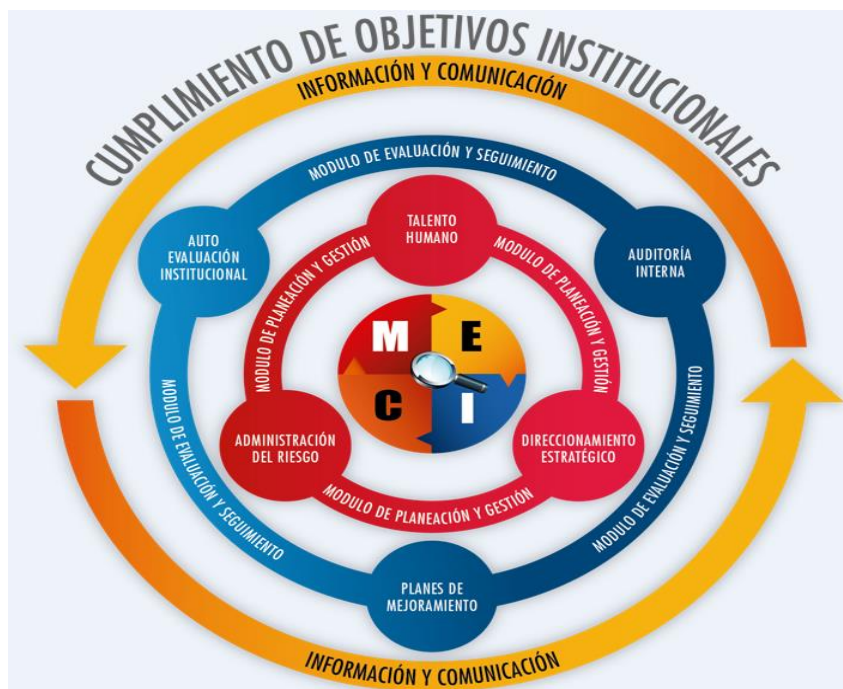 CUMPLIMIENTO DE OBJETIVOS INSTITUCIONALES
INFORMACIÓN Y COMUNICACIÓN
MODULO DE EVALUACIÓN Y SEGUIMIENTO
TALENTO
HUMANO
AUTO
EVALUACIÓN
INSTITUCIONAL
AUDITORÍA
INTERNA
MODULO DE PLANEACIÓN Y GESTIÓN
MODULO DE PLANEACIÓN Y GESTIÓN
M E
C I
ADMINISTRACIÓN
DEL RIESGO
DIRECCIONAMIENTO
ESTRATÉGICO
MODULO DE EVALUACIÓN Y SEGUIMIENTO
MODULO DE EVALUACIÓN Y SEGUIMIENTO
MODULO DE PLANEACIÓN Y GESTIÓN
PLANES DE
MEJORAMIENTO
INFORMACIÓN Y COMUNICACIÓN